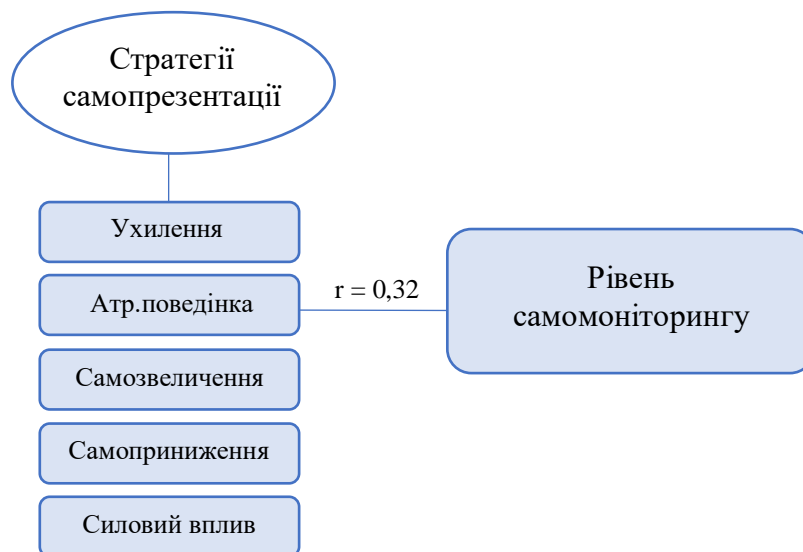 Стратегії
самопрезентації
Ухилення
Атр.поведінка
r = 0,32
Рівень
самомоніторингу
Самозвеличення
Самоприниження
Силовий вплив